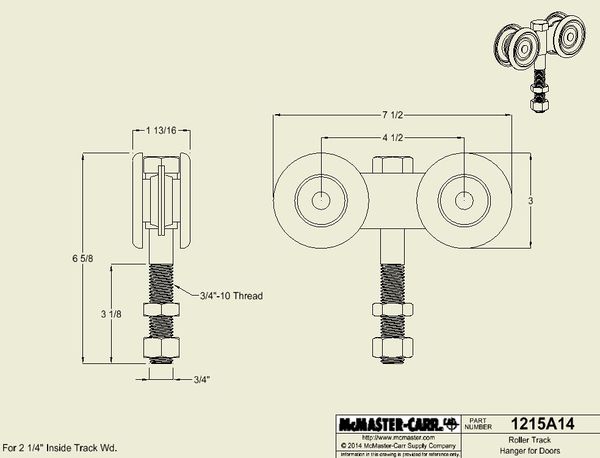 1 13/16
7 1/2
4 1/2
3
6 5/8
3 1/8
3/4"-10 Thread
3/4"
For 2 1/4" Inside Track Wd.
McMASTER-CARR
PART NUMBER
1215A14
http://www.mcmaster.com
© 2014 McMaster-Carr Supply Company
Information in this drawing is provided for reference only.
Roller Track
Hanger for Doors